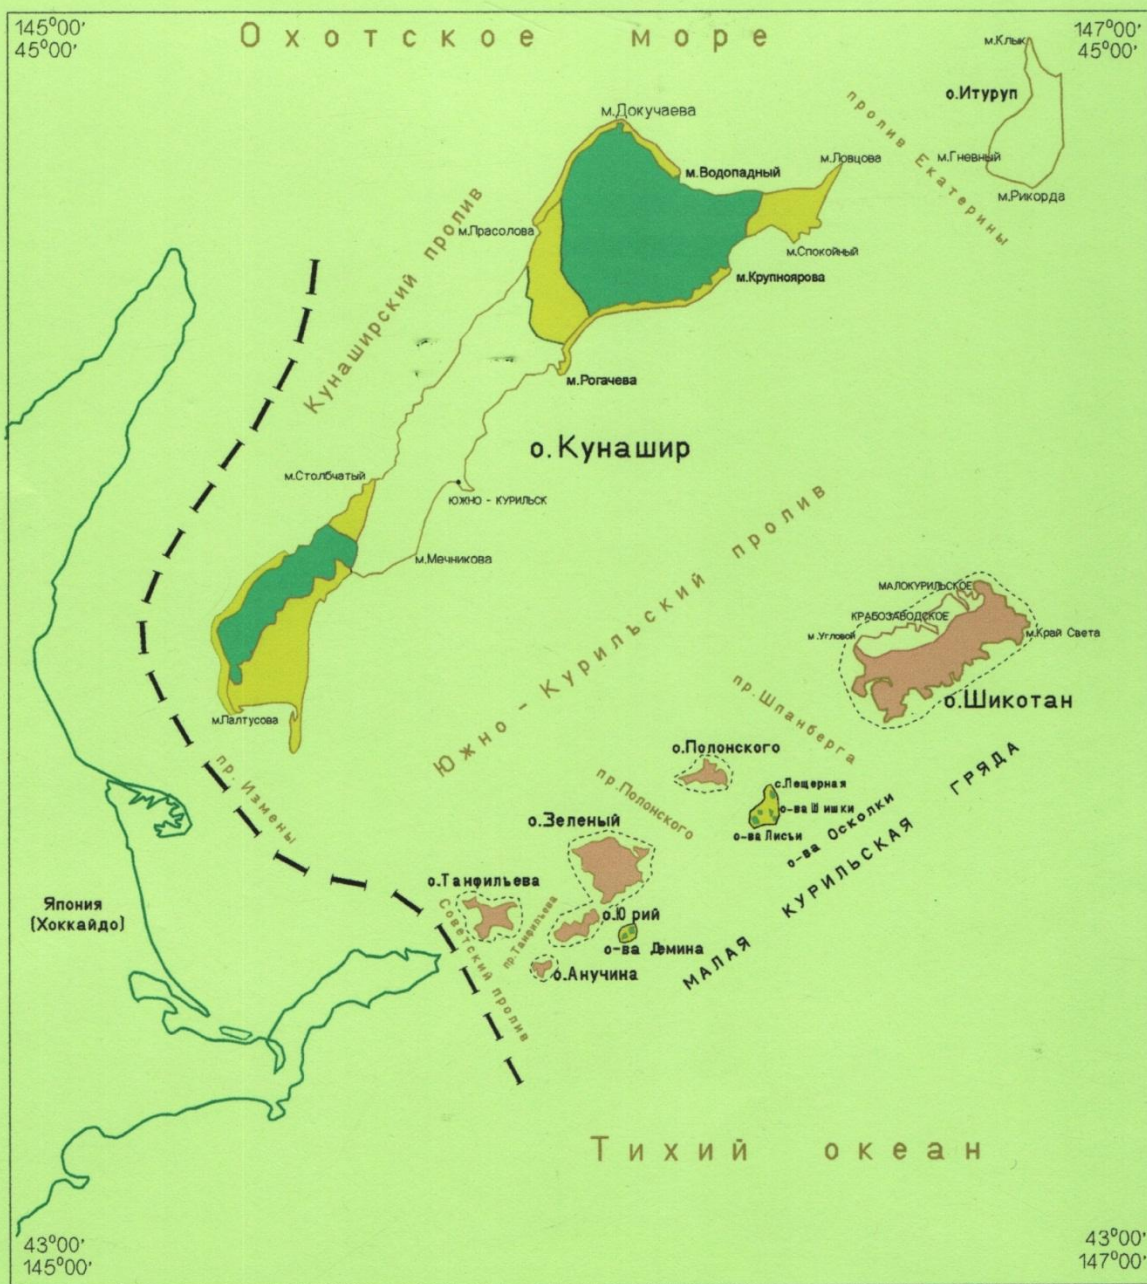 145°00'
45°00'
Охотское море
147°00'
45°00'
м.Клык
о.Итуруп
м.Гневный
м.Рикорда
пролив Екатерины
м.Докучаева
м.Водопадный
м.Ловцова
м.Прасолова
м.Спокойный
м.Крупноярова
Кунаширский пролив
м.Рогачева
о.Кунашир
м.Столбчатый
ЮЖНО - КУРИЛЬСК
м.Мечникова
Южно - Курильский пролив
МАЛОКУРИЛЬСКОЕ
КРАБОЗАВОДСКОЕ
м.Угловой
м.Край Света
о.Шикотан
м.Палтусова
пр. Измены
пр.Шпанберга
о.Полонского
пр.Полонского
с.Пещерная
о-ва Шишки
о-ва Лисьи
о-ва Осколки
МАЛАЯ КУРИЛЬСКАЯ ГРЯДА
о.Зеленый
о.Танфильева
Советский пролив
пр.Танфильева
о.Юрий
о-ва Демина
о.Анучина
Япония
(Хоккайдо)
Тихий океан
43°00'
145°00'
43°00'
147°00'